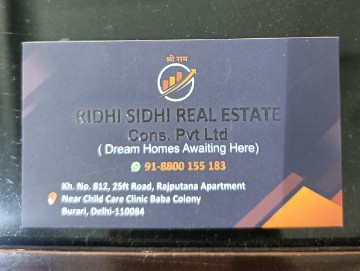 श्री राम
RIDHI SIDHI REAL ESTATE
Cons. Pvt Ltd
( Dream Homes Awaiting Here)
91-8800 155 183
Kh. No. 812, 25ft Road, Rajputana Apartment
Near Child Care Clinic Baba Colony
Burari, Delhi-110084